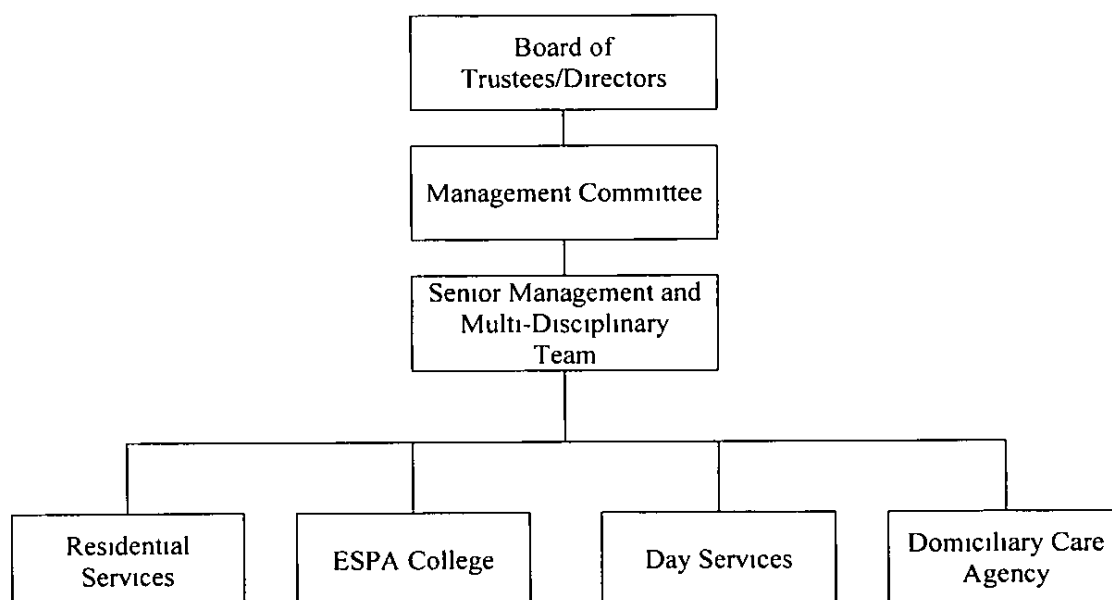 Board of
Trustees/Directors
Management Committee
Senior Management and
Multi-Disciplinary
Team
Residential
Services
ESPA College
Day Services
Domiciliary Care
Agency